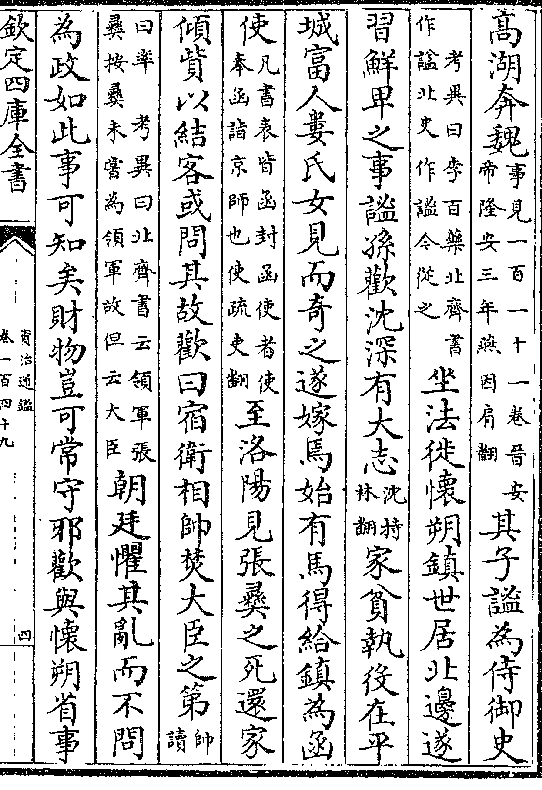 髙湖奔魏事見一百一十一卷晉安帝隆安三年燕因肩翻其子謐為侍御史
考異曰李百藥北齊書作謐北史作謐今從之坐法徙懷朔鎮世居北邊遂
習鮮卑之事謐孫歡沈深有大志沈持林翻家貧執役在平
城富人婁氏女見而奇之遂嫁焉始有馬得給鎮為函
使凡書表皆函封函使者使奉函詣京師也使疏吏翻至洛陽見張彞之死還家
傾貲以結客或問其故歡曰宿衛相帥焚大臣之第帥讀
曰率 考異曰北齊書云領軍張彞按彞未嘗為領軍故但云大臣朝廷懼其亂而不問
為政如此事可知矣財物豈可常守邪歡與懷朔省事
欽定四庫全書
資治通鑑
卷一百四十九
四